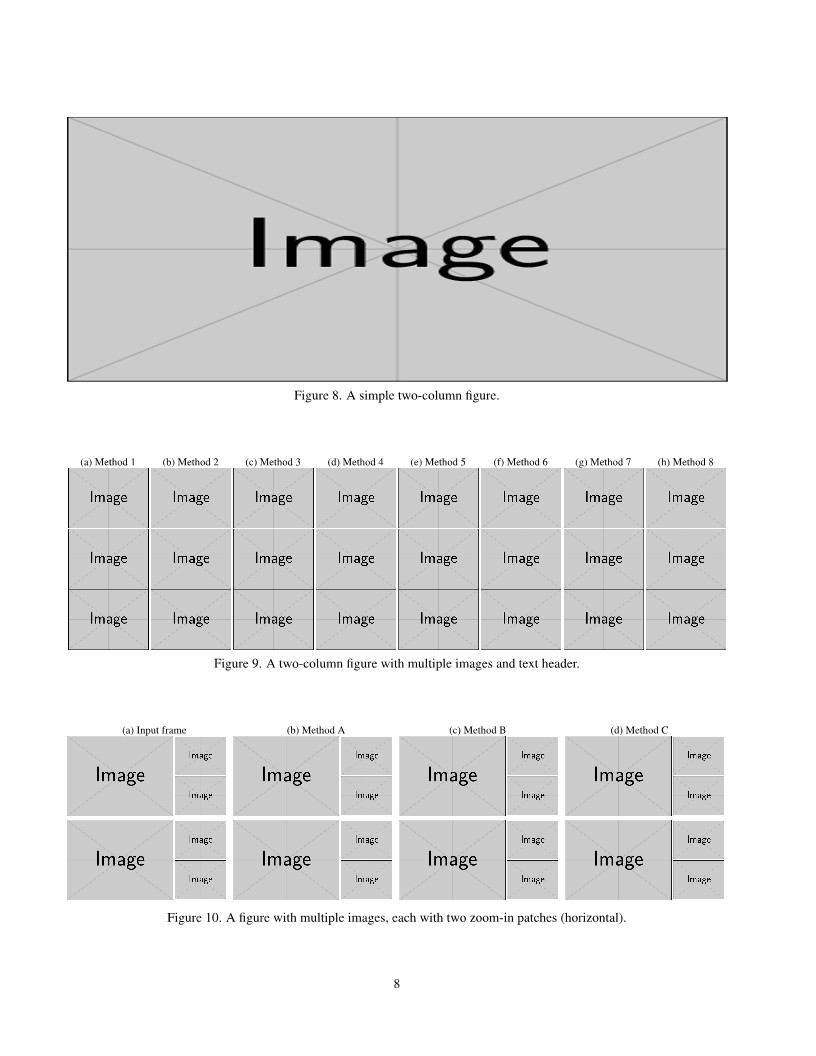 Image
Figure 8. A simple two-column figure.
(a) Method 1 (b) Method 2 (c) Method 3 (d) Method 4 (e) Method 5 (f) Method 6 (g) Method 7 (h) Method 8
Image Image Image Image Image Image Image Image
Image Image Image Image Image Image Image Image
Image Image Image Image Image Image Image Image
Figure 9. A two-column figure with multiple images and text header.
(a) Input frame (b) Method A (c) Method B (d) Method C
Image Image Image Image
Image Image Image Image
Image Image Image Image
Image Image Image Image
Image Image Image Image
Image Image Image Image
Figure 10. A figure with multiple images, each with two zoom-in patches (horizontal).
8